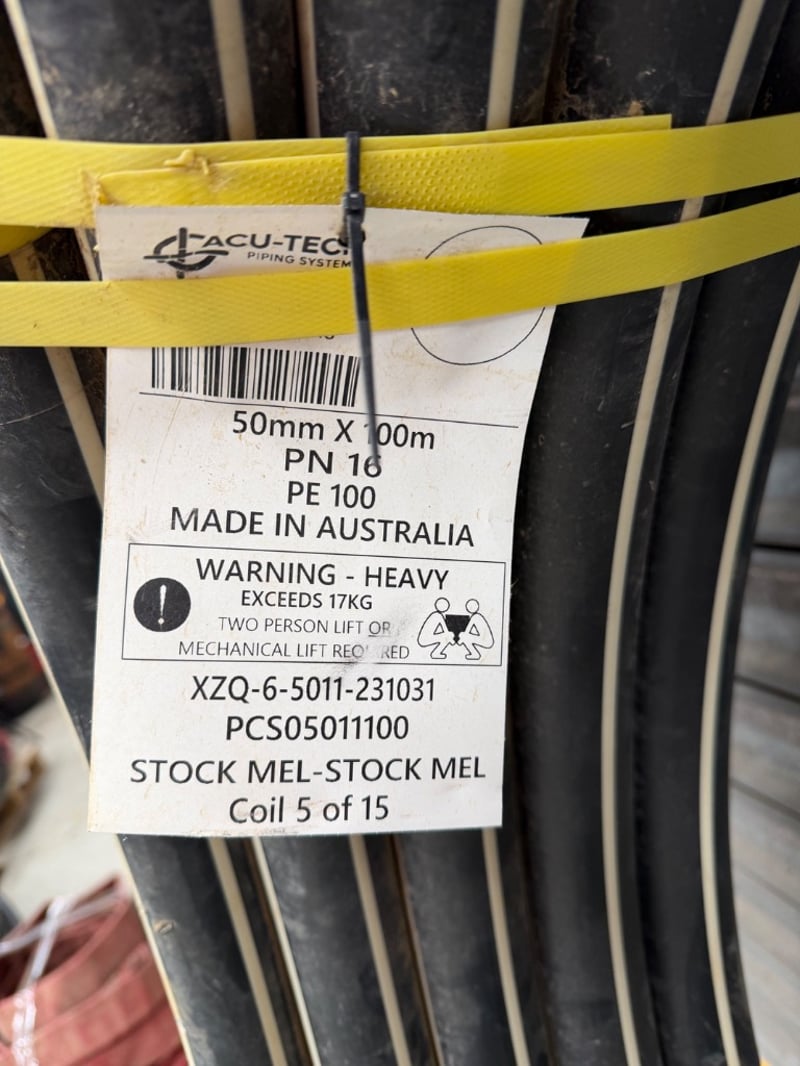 ACU-TECH
PIPING SYSTEM
50mm X 100m
PN 16
PE 100
MADE IN AUSTRALIA
WARNING - HEAVY
EXCEEDS 17KG
TWO PERSON LIFT OR
MECHANICAL LIFT REQUIRED
XZQ-6-5011-231031
PCS05011100
STOCK MEL-STOCK MEL
Coil 5 of 15